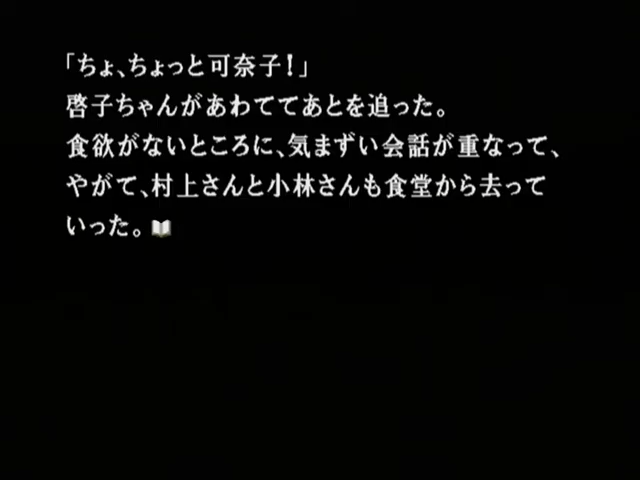 「ちょ、ちょっと可奈子！」
啓子ちゃんがあわててあとを追った。
食欲がないところに、気まずい会話が重なって、
やがて、村上さんと小林さんも食堂から去って
いった。